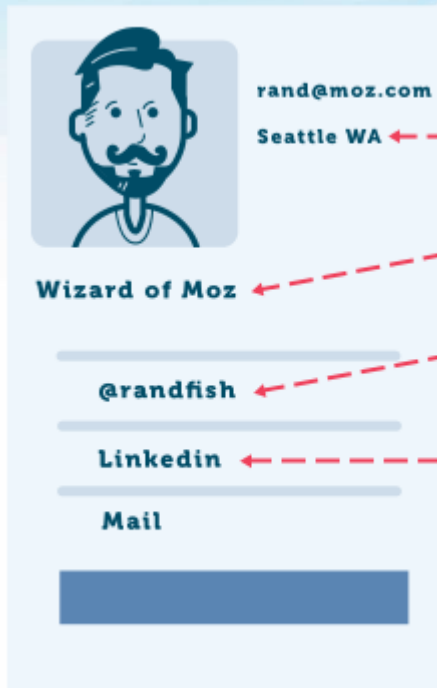 rand@moz.com
Seattle WA
Wizard of Moz
@randfish
Linkedin
Mail